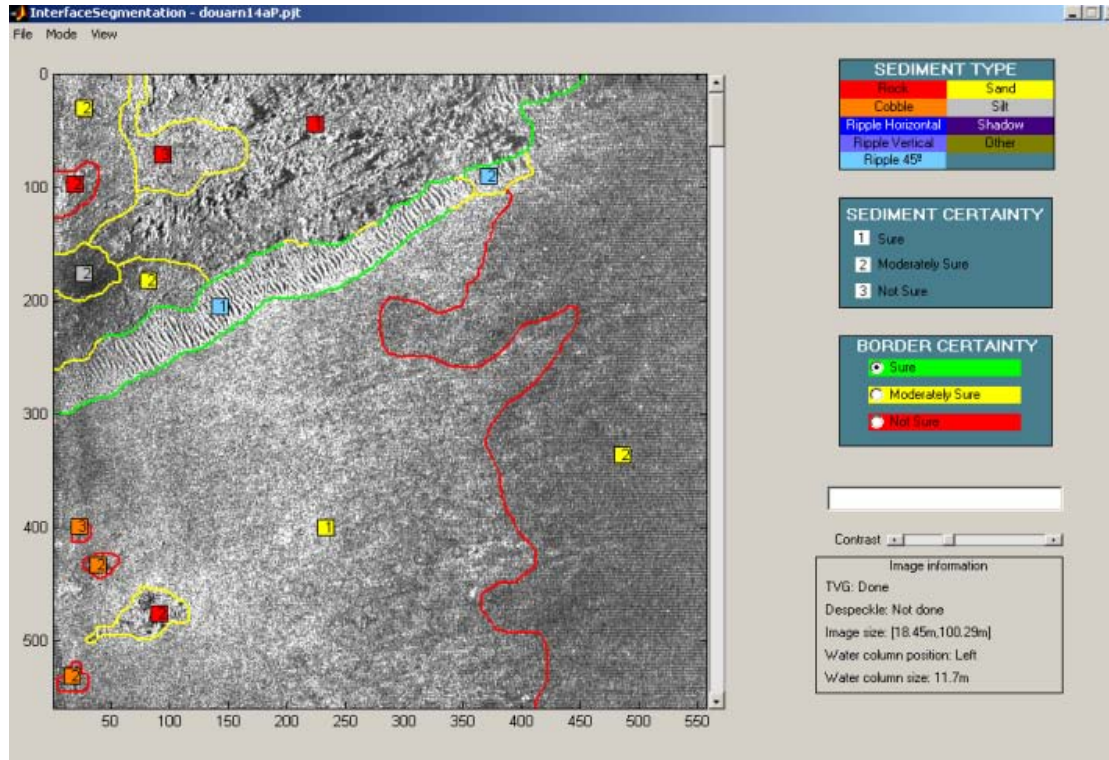 InterfaceSegmentation - douarn14aP.pjt
File Mode View
0
100
200
300
400
500
50 100 150 200 250 300 350 400 450 500 550
2
3
2
2
2
2
1
2
1
3
2
2
2
SEDIMENT TYPE
Rock Sand
Cobble Silt
Ripple Horizontal Shadow
Ripple Vertical Other
Ripple 45º
SEDIMENT CERTAINTY
1 Sure
2 Moderately Sure
3 Not Sure
BORDER CERTAINTY
Sure
Moderately Sure
Not Sure
Contrast
Image information
TVG: Done
Despeckle: Not done
Image size: [18.45m,100.29m]
Water column position: Left
Water column size: 11.7m